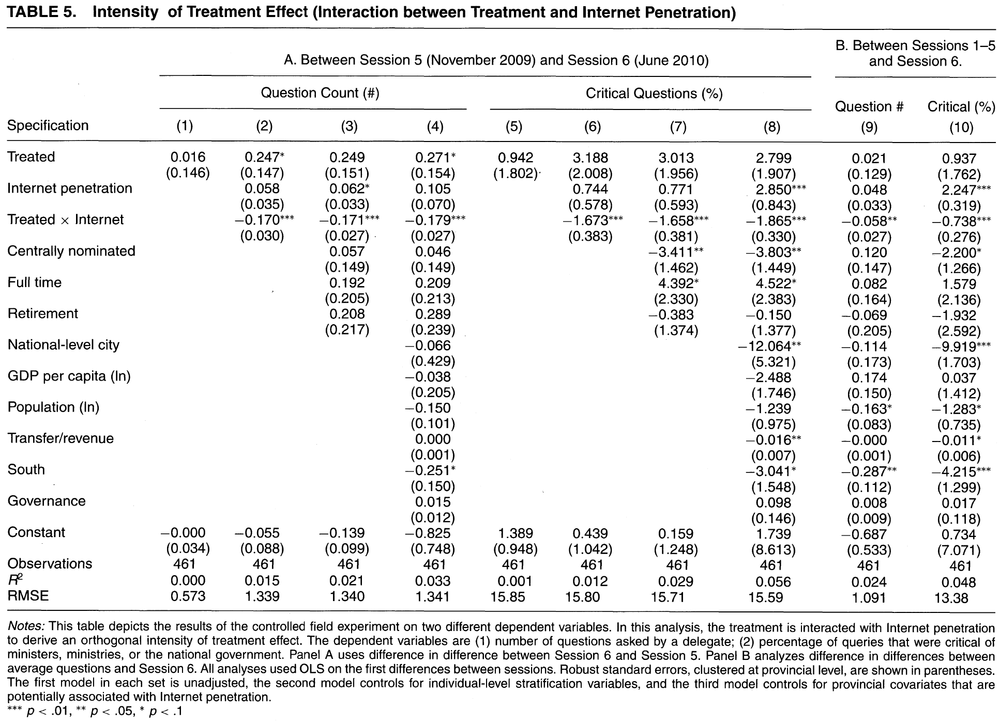 TABLE 5. Intensity of Treatment Effect (Interaction between Treatment and Internet Penetration)
A. Between Session 5 (November 2009) and Session 6 (June 2010)
B. Between Sessions 1–5
and Session 6.
Question Count (#) Critical Questions (%) Question # Critical (%)
Specification (1) (2) (3) (4) (5) (6) (7) (8) (9) (10)
Treated 0.016 0.247* 0.249 0.271* 0.942 3.188 3.013 2.799 0.021 0.937
(0.146) (0.147) (0.151) (0.154) (1.802) (2.008) (1.956) (1.907) (0.129) (1.762)
Internet penetration 0.058 0.062* 0.105 0.744 0.771 2.850*** 0.048 2.247***
(0.035) (0.033) (0.070) (0.578) (0.593) (0.843) (0.033) (0.319)
Treated × Internet −0.170*** −0.171*** −0.179*** −1.673*** −1.658*** −1.865*** −0.058** −0.738***
(0.030) (0.027) (0.027) (0.383) (0.381) (0.330) (0.027) (0.276)
Centrally nominated 0.057 0.046 −3.411** −3.803** 0.120 −2.200*
(0.149) (0.149) (1.462) (1.449) (0.147) (1.266)
Full time 0.192 0.209 4.392* 4.522* 0.082 1.579
(0.205) (0.213) (2.330) (2.383) (0.164) (2.136)
Retirement 0.208 0.289 −0.383 −0.150 −0.069 −1.932
(0.217) (0.239) (1.374) (1.377) (0.205) (2.592)
National-level city −0.066 −12.064** −0.114 −9.919***
(0.429) (5.321) (0.173) (1.703)
GDP per capita (ln) −0.038 −2.488 0.174 0.037
(0.205) (1.746) (0.150) (1.412)
Population (ln) −0.150 −1.239 −0.163* −1.283*
(0.101) (0.975) (0.083) (0.735)
Transfer/revenue 0.000 −0.016** −0.000 −0.011*
(0.001) (0.007) (0.001) (0.006)
South −0.251* −3.041* −0.287** −4.215***
(0.150) (1.548) (0.112) (1.299)
Governance 0.015 0.098 0.008 0.017
(0.012) (0.146) (0.009) (0.118)
Constant −0.000 −0.055 −0.139 −0.825 1.389 0.439 0.159 1.739 −0.687 0.734
(0.034) (0.088) (0.099) (0.748) (0.948) (1.042) (1.248) (8.613) (0.533) (7.071)
Observations 461 461 461 461 461 461 461 461 461 461
R² 0.000 0.015 0.021 0.033 0.001 0.012 0.029 0.056 0.024 0.048
RMSE 0.573 1.339 1.340 1.341 15.85 15.80 15.71 15.59 1.091 13.38
Notes: This table depicts the results of the controlled field experiment on two different dependent variables. In this analysis, the treatment is interacted with Internet penetration
to derive an orthogonal intensity of treatment effect. The dependent variables are (1) number of questions asked by a delegate; (2) percentage of queries that were critical of
ministers, ministries, or the national government. Panel A uses difference in difference between Session 6 and Session 5. Panel B analyzes difference in differences between
average questions and Session 6. All analyses used OLS on the first differences between sessions. Robust standard errors, clustered at provincial level, are shown in parentheses.
The first model in each set is unadjusted, the second model controls for individual-level stratification variables, and the third model controls for provincial covariates that are
potentially associated with Internet penetration.
*** p < .01, ** p < .05, * p < .1